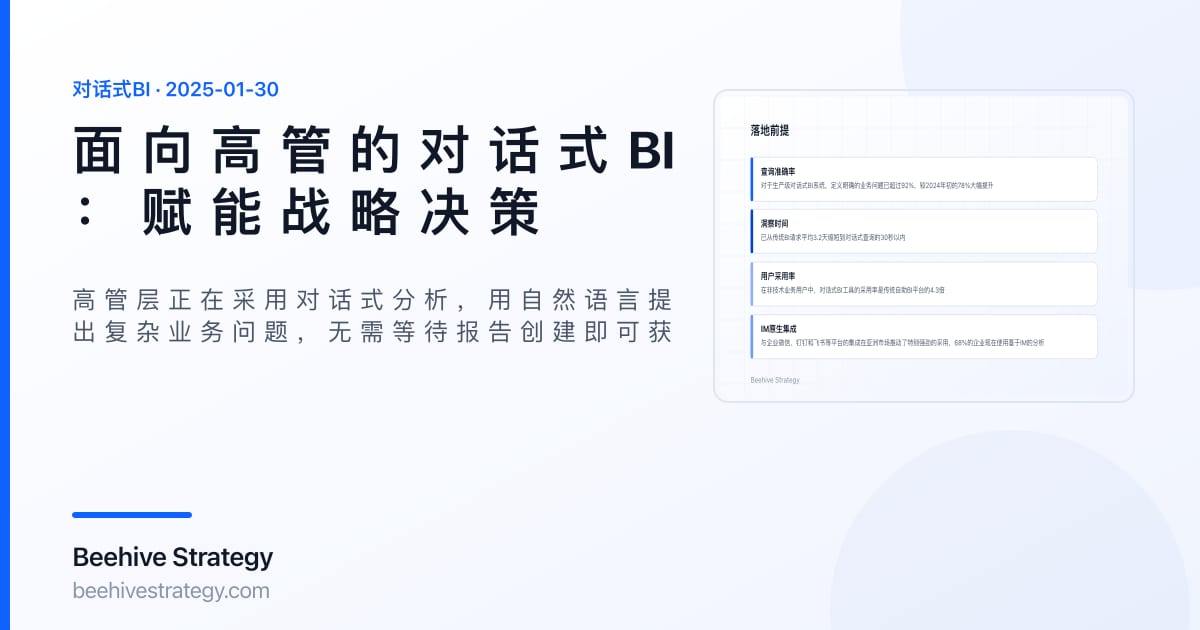 对话式BI · 2025-01-30
面向高管的对话式BI
：赋能战略决策
高管层正在采用对话式分析，用自然语言提
出复杂业务问题，无需等待报告创建即可获
Beehive Strategy
beehivestrategy.com
落地前提
查询准确率
对于生产级对话式BI系统，定义明确的业务问题已超过92%，较2024年初的78%大幅提升
洞察时间
已从传统BI请求平均3.2天缩短到对话式查询的30秒以内
用户采用率
在非技术业务用户中，对话式BI工具的采用率是传统自助BI平台的4.3倍
IM原生集成
与企业微信、钉钉和飞书等平台的集成在亚洲市场推动了特别强劲的采用，68%的企业现在使用基于IM的分析
Beehive Strategy